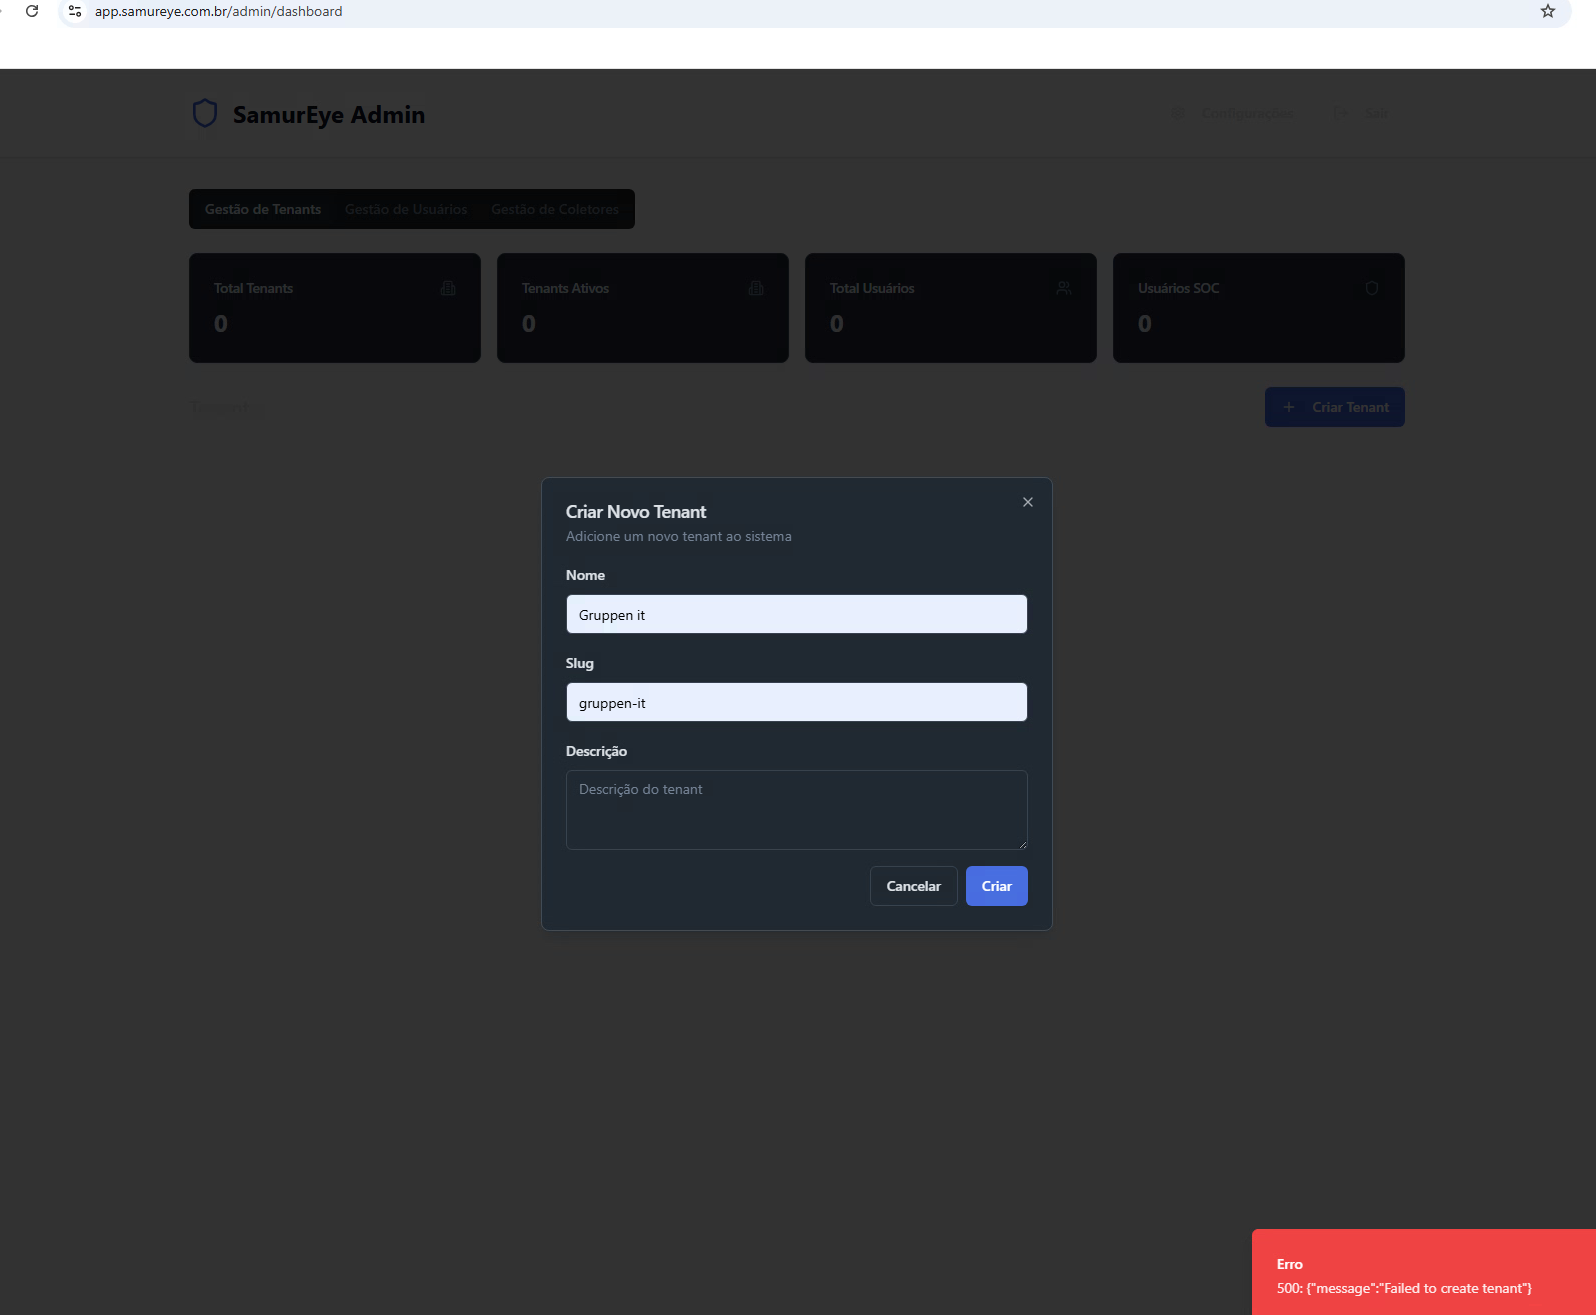 app.samureye.com.br/admin/dashboard
SamurEye Admin
Configurações Sair
Gestão de Tenants Gestão de Usuários Gestão de Coletores
Total Tenants
0
Tenants Ativos
0
Total Usuários
0
Usuários SOC
0
Tenants
+ Criar Tenant
Criar Novo Tenant
Adicione um novo tenant ao sistema
Nome
Gruppen it
Slug
gruppen-it
Descrição
Descrição do tenant
Cancelar Criar
Erro
500: {"message":"Failed to create tenant"}